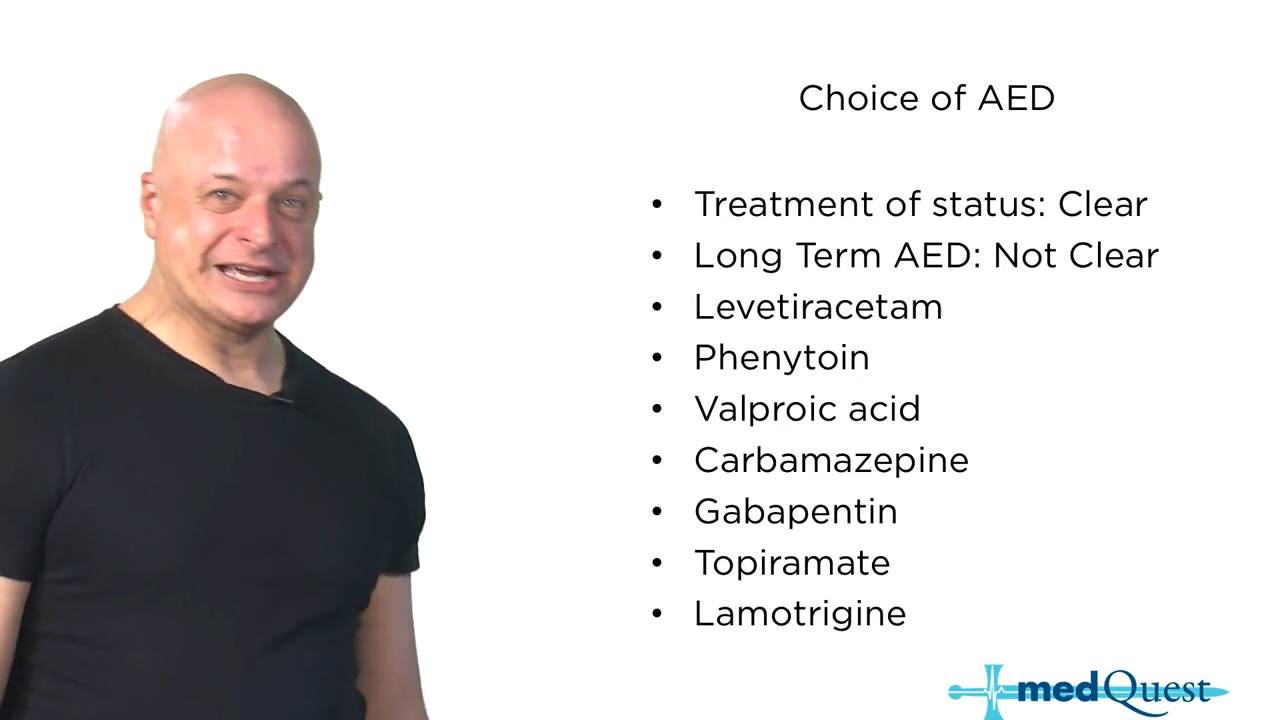 Choice of AED
• Treatment of status: Clear
• Long Term AED: Not Clear
• Levetiracetam
• Phenytoin
• Valproic acid
• Carbamazepine
• Gabapentin
• Topiramate
• Lamotrigine
medQuest